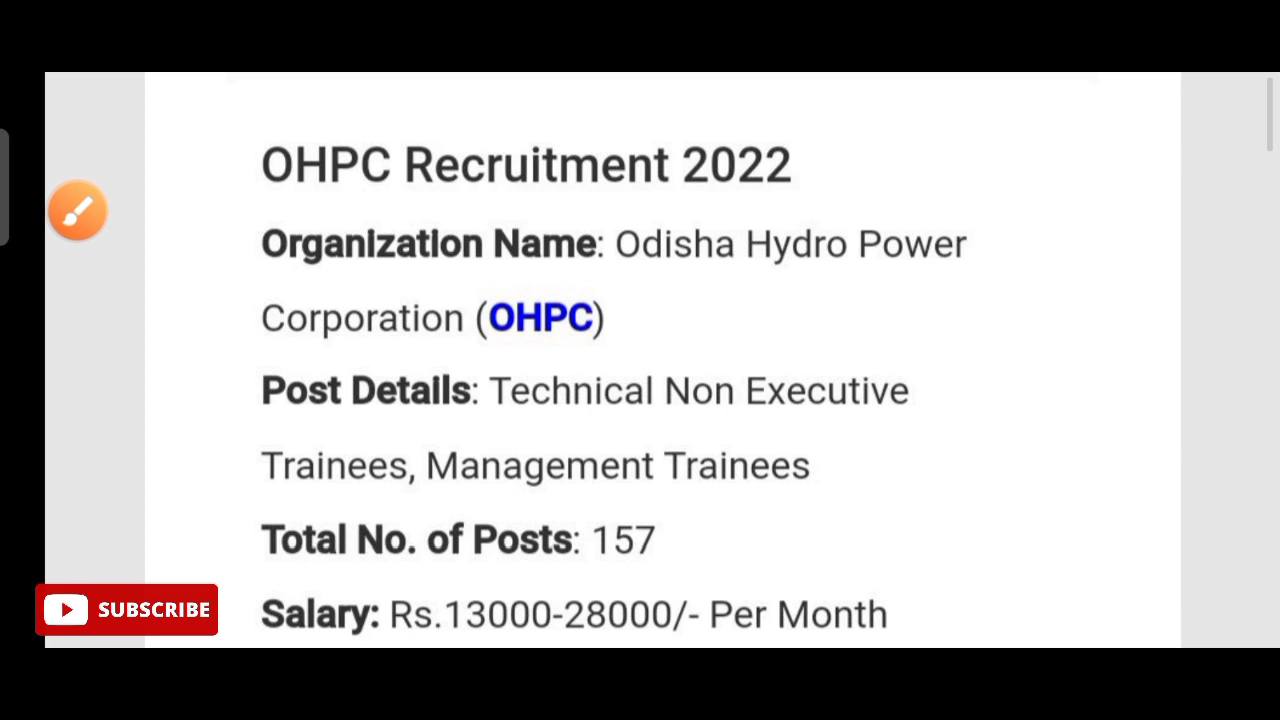 OHPC Recruitment 2022
Organization Name: Odisha Hydro Power
Corporation (OHPC)
Post Details: Technical Non Executive
Trainees, Management Trainees
Total No. of Posts: 157
Salary: Rs.13000-28000/- Per Month
SUBSCRIBE